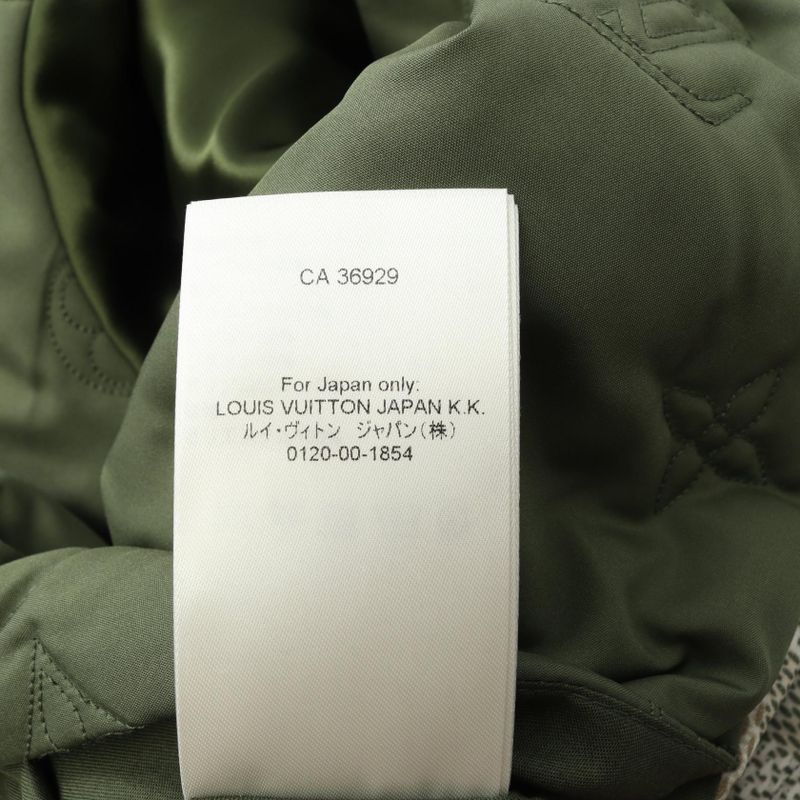 CA 36929
For Japan only:
LOUIS VUITTON JAPAN K.K.
ルイ・ヴィトン ジャパン(株)
0120-00-1854